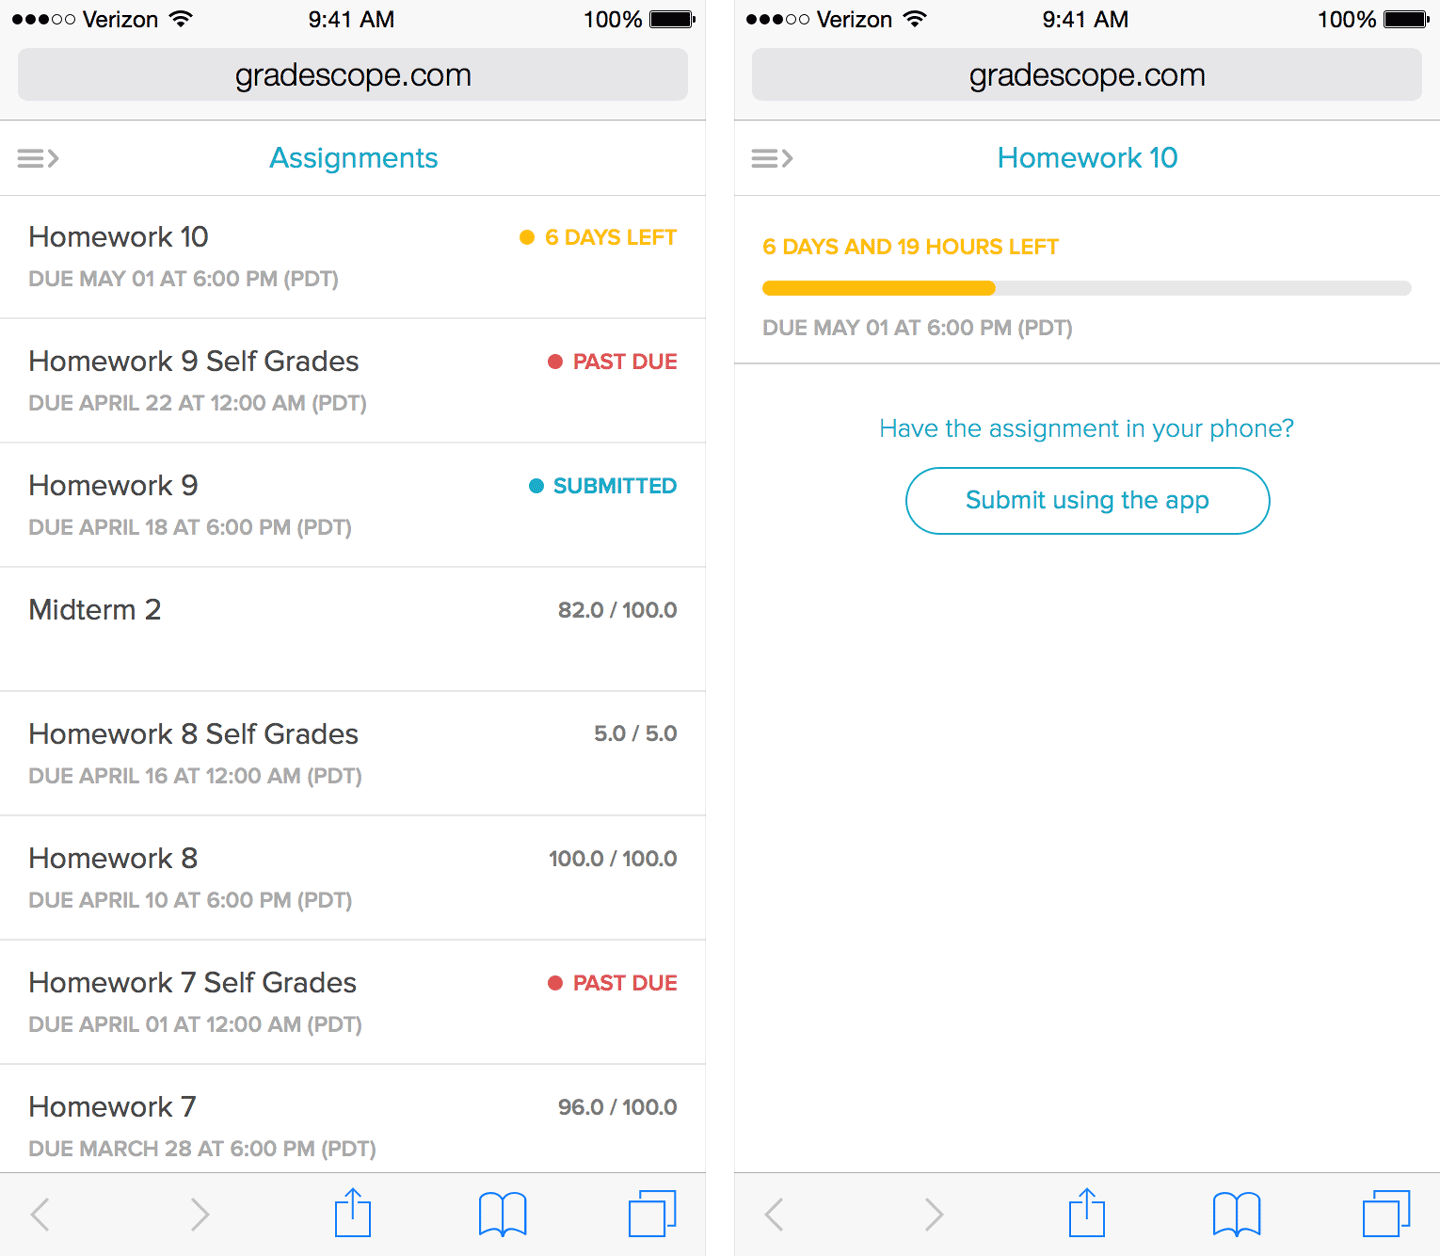 Verizon 9:41 AM 100%
gradescope.com
Assignments
Homework 10 6 DAYS LEFT
DUE MAY 01 AT 6:00 PM (PDT)
Homework 9 Self Grades PAST DUE
DUE APRIL 22 AT 12:00 AM (PDT)
Homework 9 SUBMITTED
DUE APRIL 18 AT 6:00 PM (PDT)
Midterm 2 82.0 / 100.0
Homework 8 Self Grades 5.0 / 5.0
DUE APRIL 16 AT 12:00 AM (PDT)
Homework 8 100.0 / 100.0
DUE APRIL 10 AT 6:00 PM (PDT)
Homework 7 Self Grades PAST DUE
DUE APRIL 01 AT 12:00 AM (PDT)
Homework 7 96.0 / 100.0
DUE MARCH 28 AT 6:00 PM (PDT)
Verizon 9:41 AM 100%
gradescope.com
Homework 10
6 DAYS AND 19 HOURS LEFT
DUE MAY 01 AT 6:00 PM (PDT)
Have the assignment in your phone?
Submit using the app